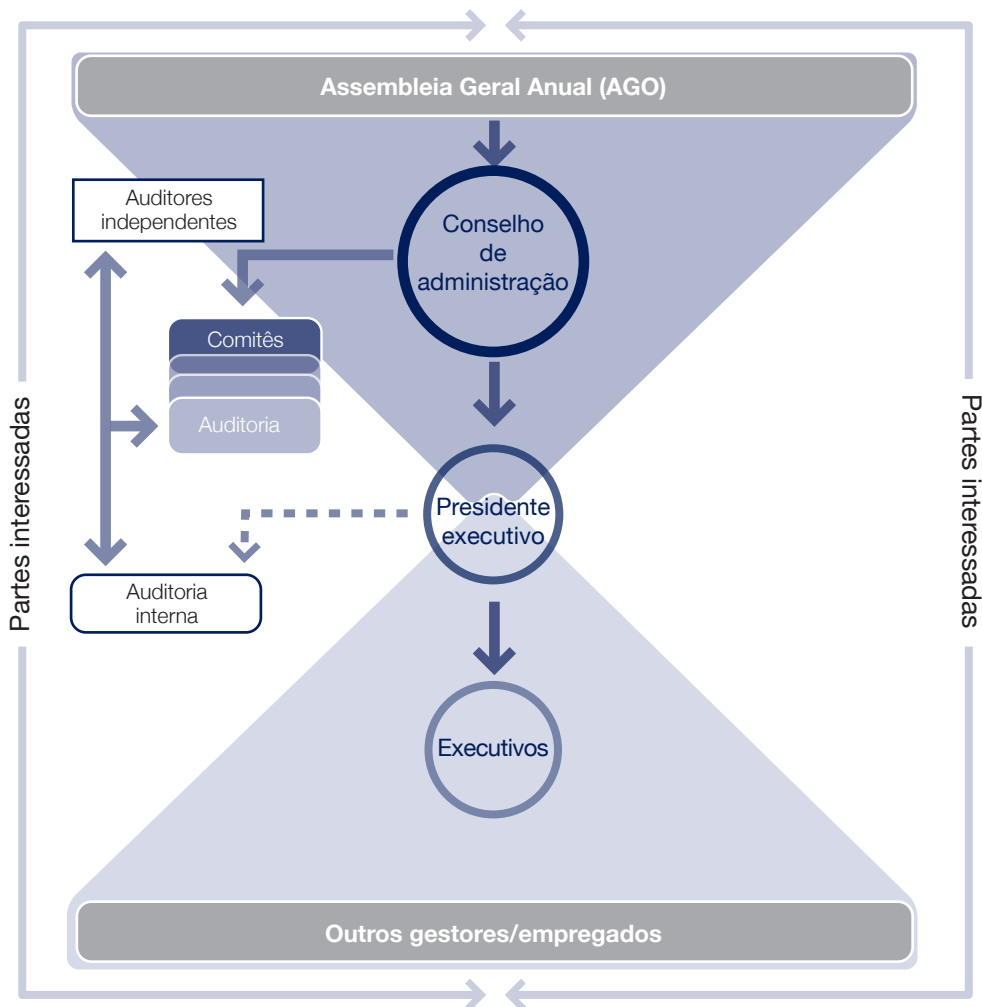 Assembleia Geral Anual (AGO)
Auditores
independentes
Conselho
de
administração
Comitês
Auditoria
Partes interessadas
Partes interessadas
Presidente
executivo
Auditoria
interna
Executivos
Outros gestores/empregados